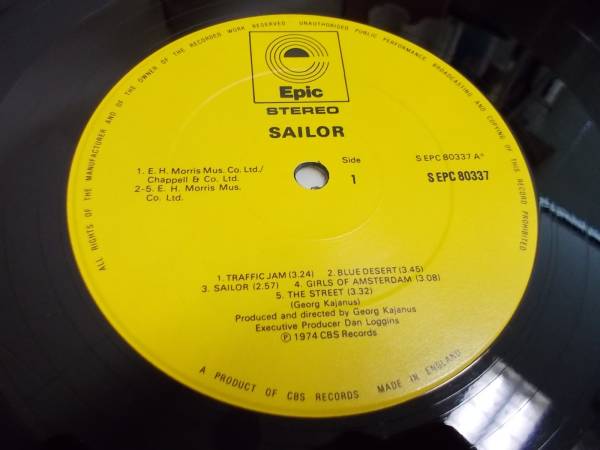 ALL RIGHTS OF THE MANUFACTURER AND OF THE OWNER OF THE RECORDED WORK RESERVED UNAUTHORISED PUBLIC PERFORMANCE BROADCASTING AND COPYING OF THIS RECORD PROHIBITED
Epic
STEREO
SAILOR
1. E. H. Morris Mus. Co. Ltd./
Chappell & Co. Ltd.
2-5. E. H. Morris Mus.
Co. Ltd.
Side
1
S EPC 80337 A*
S EPC 80337
1. TRAFFIC JAM (3.24) 2. BLUE DESERT (3.45)
3. SAILOR (2.57) 4. GIRLS OF AMSTERDAM (3.08)
5. THE STREET (3.32)
(Georg Kajanus)
Produced and directed by Georg Kajanus
Executive Producer Dan Loggins
℗ 1974 CBS Records
A PRODUCT OF CBS RECORDS MADE IN ENGLAND